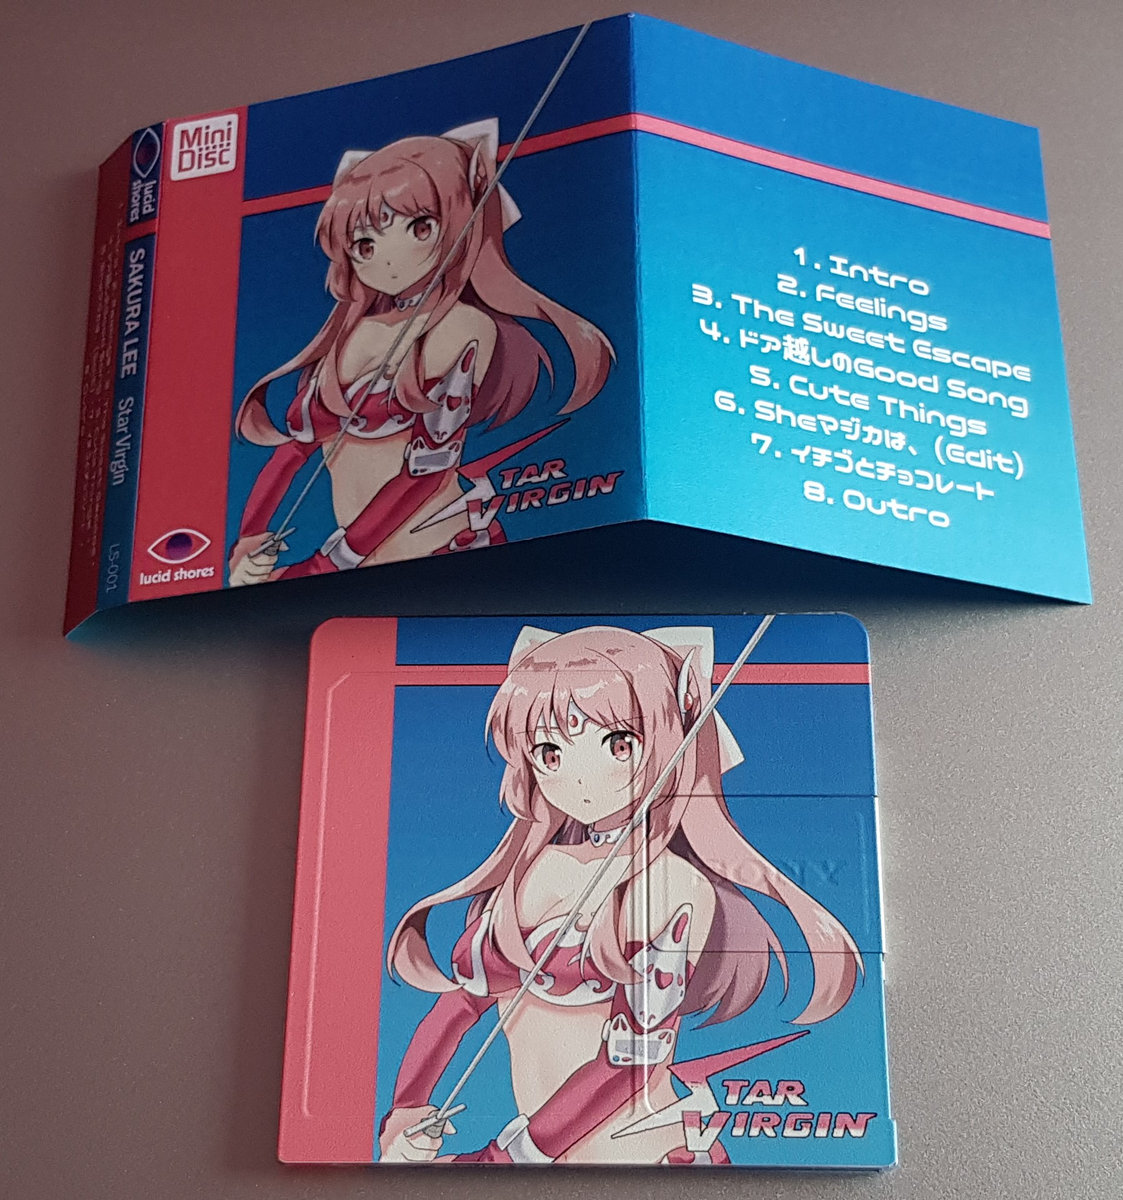 Mini
Disc
lucid
shores
SAKURA LEE Star Virgin
LS-001
lucid shores
STAR
VIRGIN
1. Intro
2. Feelings
3. The Sweet Escape
4. ドア越しのGood Song
5. Cute Things
6. Sheマジカは、(Edit)
7. イチゴとチョコレート
8. Outro
SONY
STAR
VIRGIN